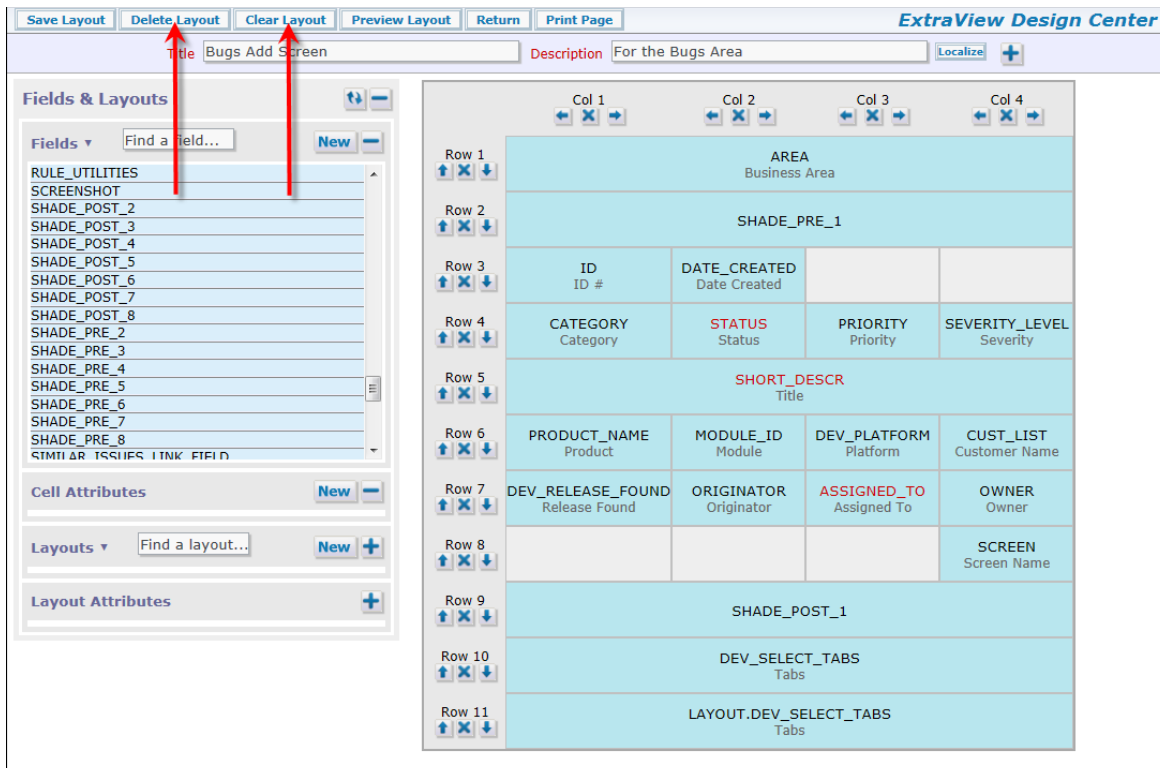 Save Layout Delete Layout Clear Layout Preview Layout Return Print Page ExtraView Design Center
Title Bugs Add Screen Description For the Bugs Area Localize
Fields & Layouts
Fields Find a field... New
RULE_UTILITIES
SCREENSHOT
SHADE_POST_2
SHADE_POST_3
SHADE_POST_4
SHADE_POST_5
SHADE_POST_6
SHADE_POST_7
SHADE_POST_8
SHADE_PRE_2
SHADE_PRE_3
SHADE_PRE_4
SHADE_PRE_5
SHADE_PRE_6
SHADE_PRE_7
SHADE_PRE_8
SIMILAR_ISSUES_LINK_FIELD
Cell Attributes New
Layouts Find a layout... New
Layout Attributes
Col 1 Col 2 Col 3 Col 4
Row 1 AREA
Business Area
Row 2 SHADE_PRE_1
Row 3 ID DATE_CREATED
ID # Date Created
Row 4 CATEGORY STATUS PRIORITY SEVERITY_LEVEL
Category Status Priority Severity
Row 5 SHORT_DESCR
Title
Row 6 PRODUCT_NAME MODULE_ID DEV_PLATFORM CUST_LIST
Product Module Platform Customer Name
Row 7 DEV_RELEASE_FOUND ORIGINATOR ASSIGNED_TO OWNER
Release Found Originator Assigned To Owner
Row 8 SCREEN
Screen Name
Row 9 SHADE_POST_1
Row 10 DEV_SELECT_TABS
Tabs
Row 11 LAYOUT.DEV_SELECT_TABS
Tabs